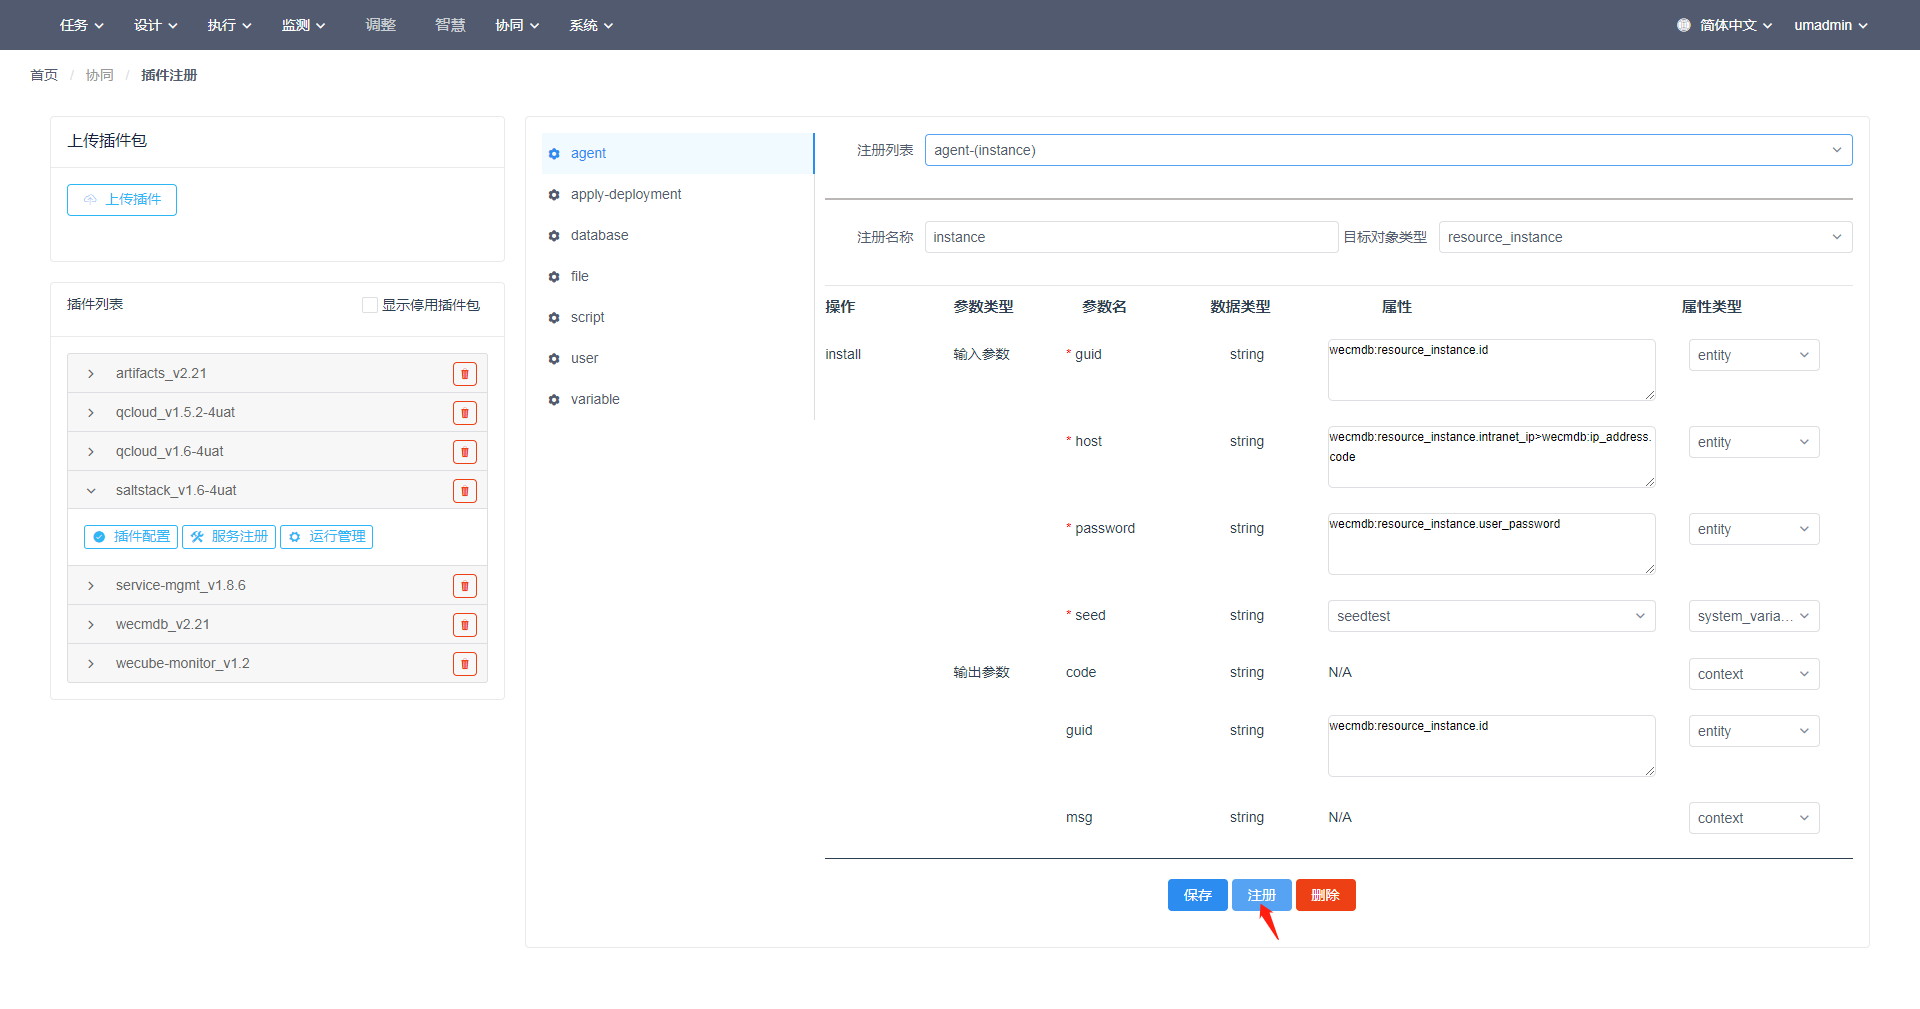 任务 设计 执行 监测 调整 智慧 协同 系统 简体中文 umadmin
首页 / 协同 / 插件注册
上传插件包
上传插件
插件列表 显示停用插件包
artifacts_v2.21
qcloud_v1.5.2-4uat
qcloud_v1.6-4uat
saltstack_v1.6-4uat
插件配置 服务注册 运行管理
service-mgmt_v1.8.6
wecmdb_v2.21
wecube-monitor_v1.2
agent
apply-deployment
database
file
script
user
variable
注册列表 agent-(instance)
注册名称 instance 目标对象类型 resource_instance
操作 参数类型 参数名 数据类型 属性 属性类型
install 输入参数 * guid string wecmdb:resource_instance.id entity
* host string wecmdb:resource_instance.intranet_ip>wecmdb:ip_address. entity
code
* password string wecmdb:resource_instance.user_password entity
* seed string seedtest system_varia...
输出参数 code string N/A context
guid string wecmdb:resource_instance.id entity
msg string N/A context
保存 注册 删除